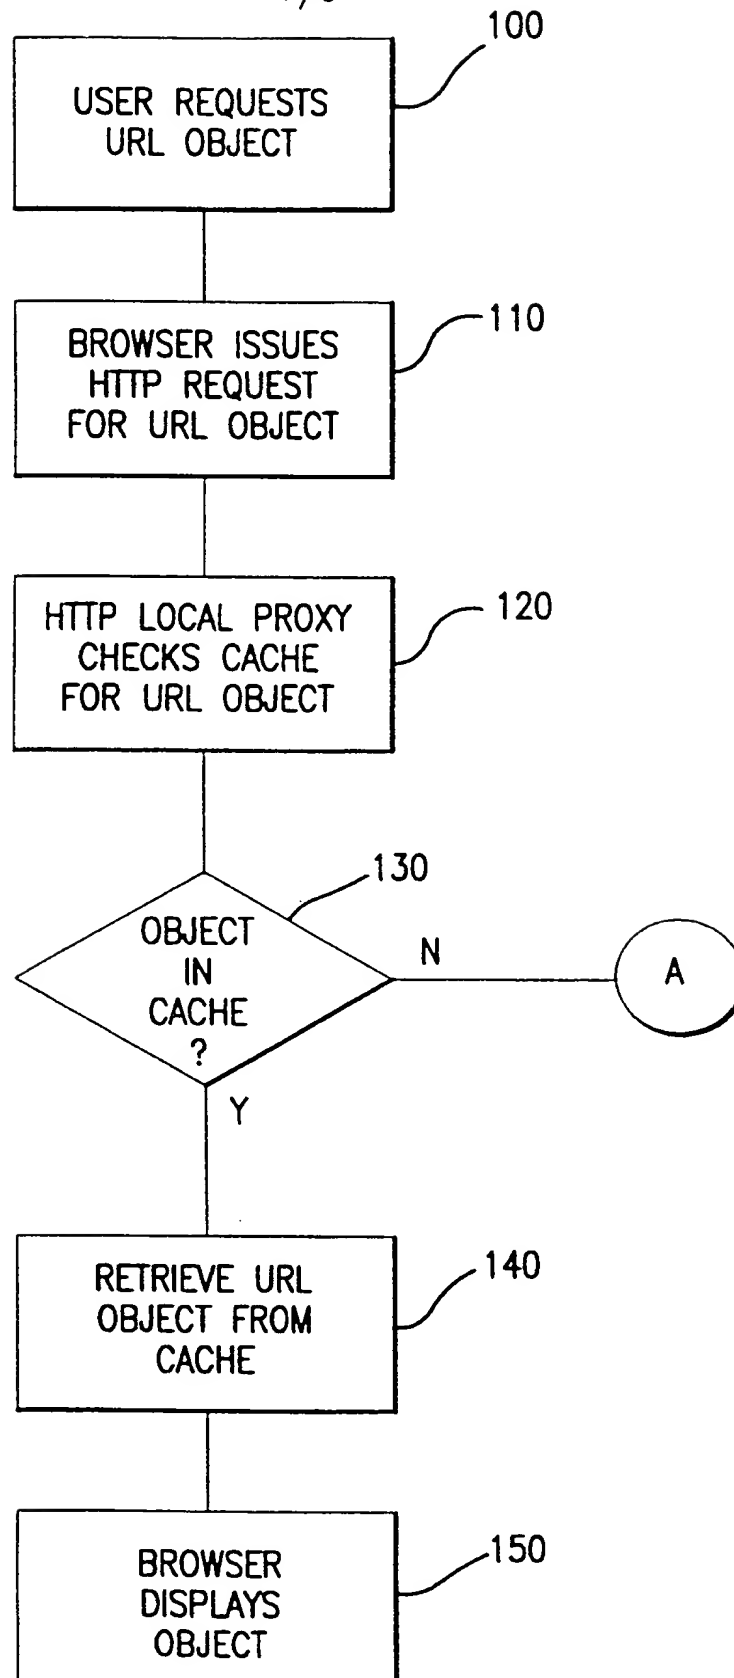 100
USER REQUESTS
URL OBJECT
110
BROWSER ISSUES
HTTP REQUEST
FOR URL OBJECT
120
HTTP LOCAL PROXY
CHECKS CACHE
FOR URL OBJECT
130
OBJECT
IN
CACHE
?
N
A
Y
140
RETRIEVE URL
OBJECT FROM
CACHE
150
BROWSER
DISPLAYS
OBJECT